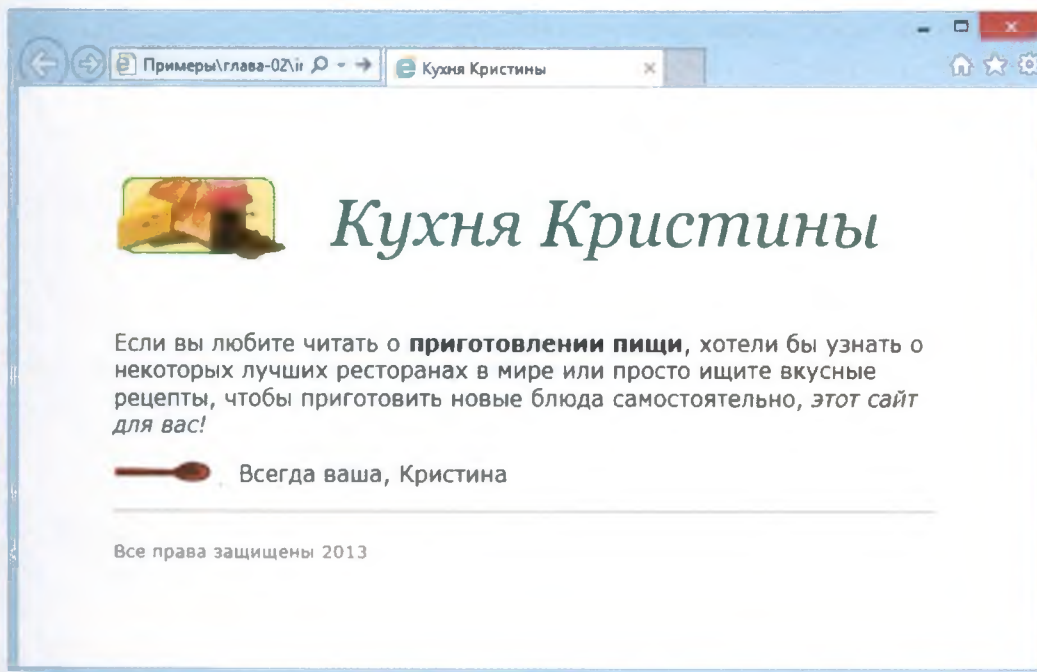 Примеры\глава-02\ir
Кухня Кристины
Кухня Кристины
Если вы любите читать о приготовлении пищи, хотели бы узнать о
некоторых лучших ресторанах в мире или просто ищите вкусные
рецепты, чтобы приготовить новые блюда самостоятельно, этот сайт
для вас!
Всегда ваша, Кристина
Все права защищены 2013